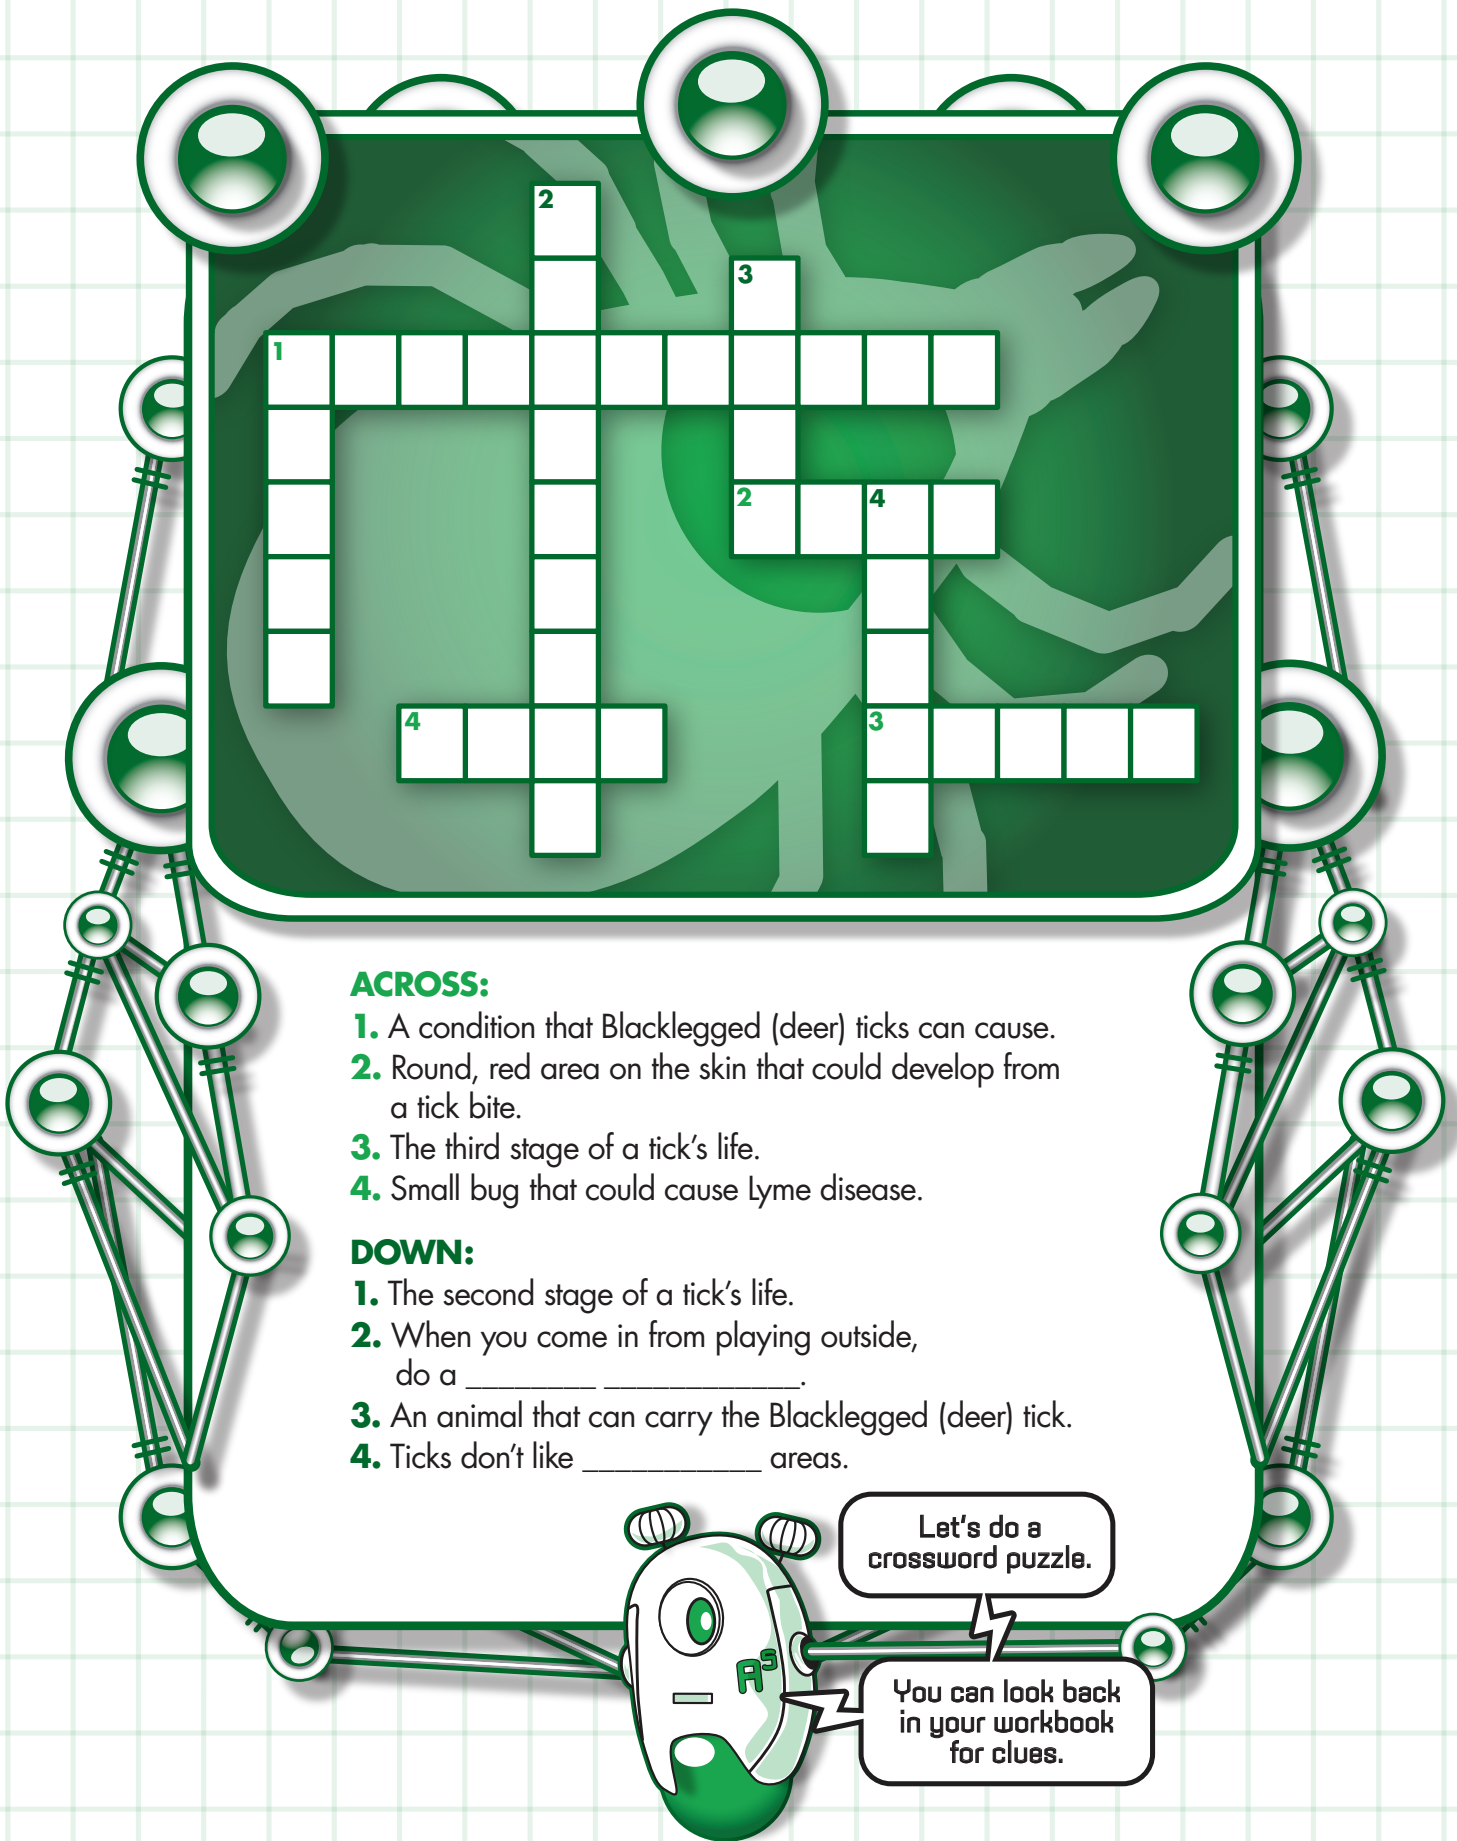 2
3
1
2 4
4 3
ACROSS:
1. A condition that Blacklegged (deer) ticks can cause.
2. Round, red area on the skin that could develop from
a tick bite.
3. The third stage of a tick's life.
4. Small bug that could cause Lyme disease.
DOWN:
1. The second stage of a tick's life.
2. When you come in from playing outside,
do a ________ ____________.
3. An animal that can carry the Blacklegged (deer) tick.
4. Ticks don't like ___________ areas.
Let's do a
crossword puzzle.
A5
You can look back
in your workbook
for clues.